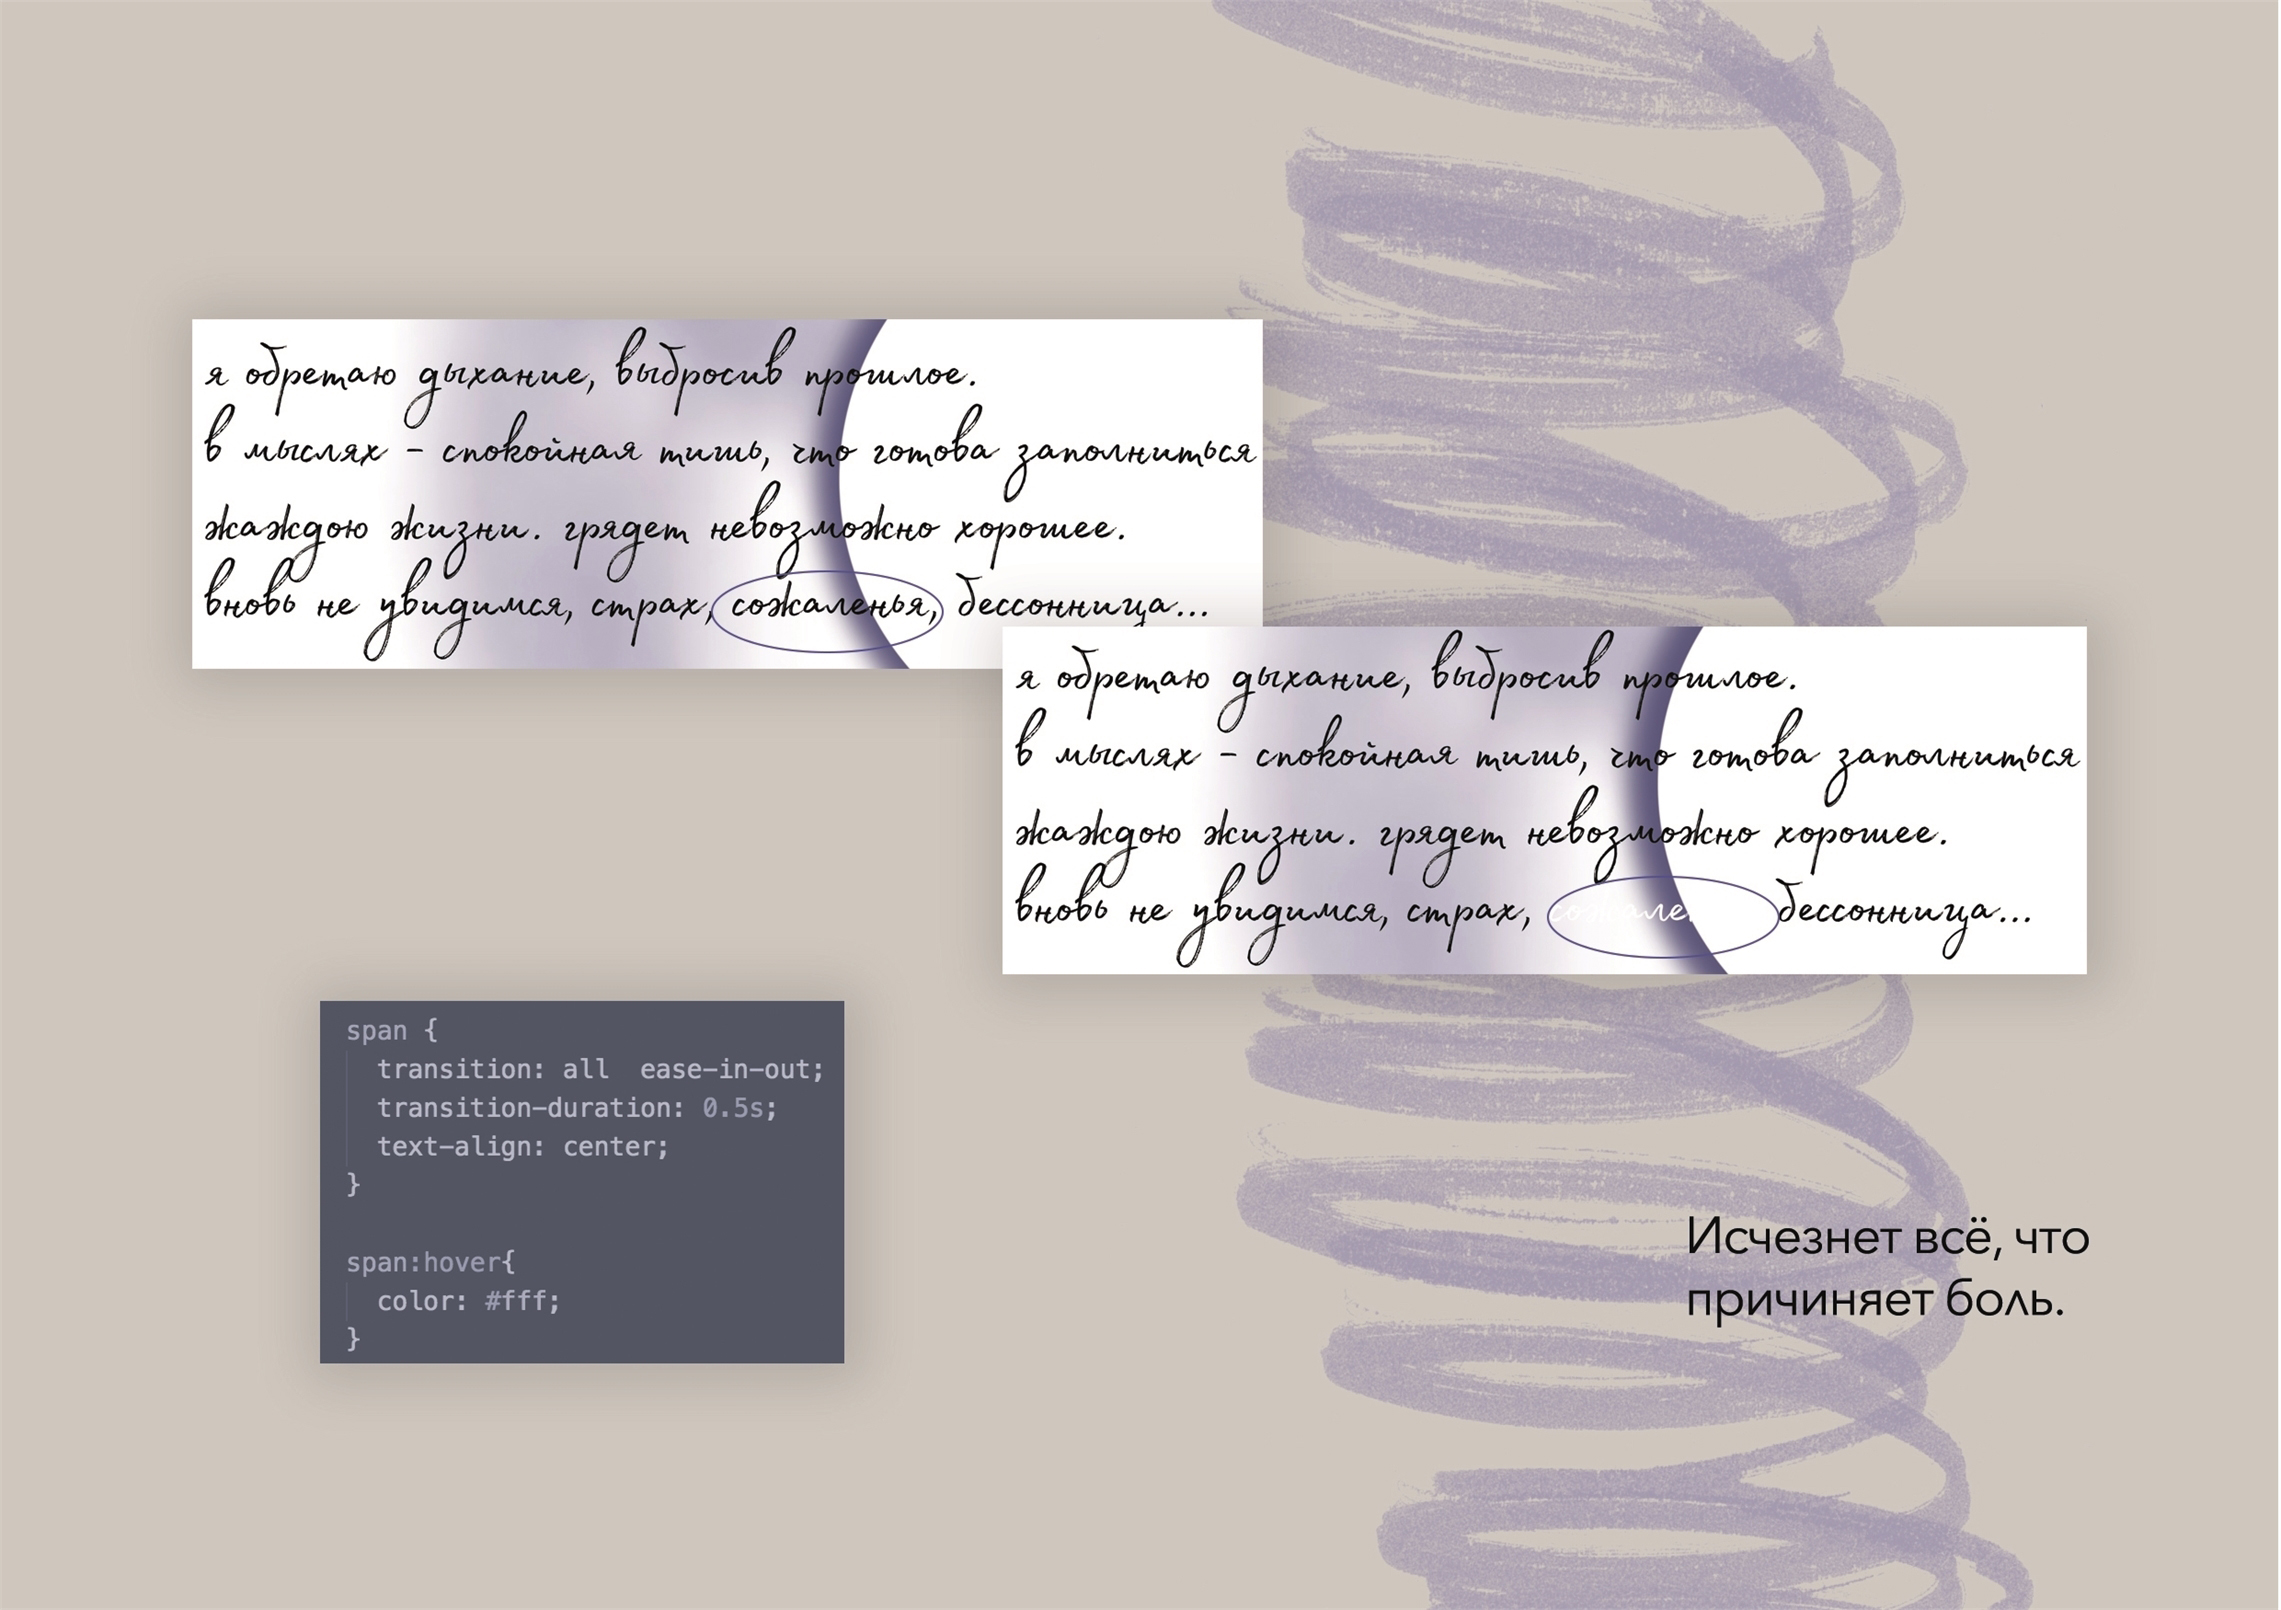 я обретаю дыхание, выбросив прошлое.
в мыслях - спокойная тишь, что готова заполниться
жаждою жизни. грядет невозможно хорошее.
вновь не увидимся, страх, сожаленья, бессонница...
я обретаю дыхание, выбросив прошлое.
в мыслях - спокойная тишь, что готова заполниться
жаждою жизни. грядет невозможно хорошее.
вновь не увидимся, страх, сожале бессонница...
span {
transition: all  ease-in-out;
transition-duration: 0.5s;
text-align: center;
}
span:hover{
color: #fff;
}
Исчезнет всё, что
причиняет боль.